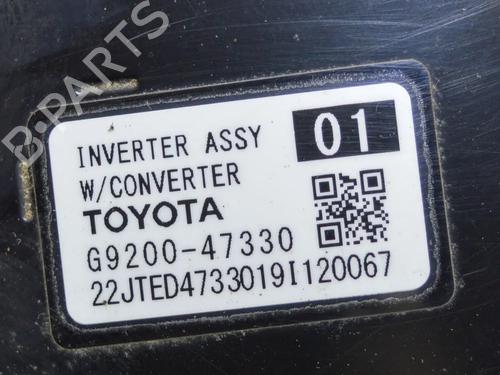 B-PARTS
INVERTER ASSY 01
W/CONVERTER
TOYOTA
G9200-47330
22JTED4733019I120067